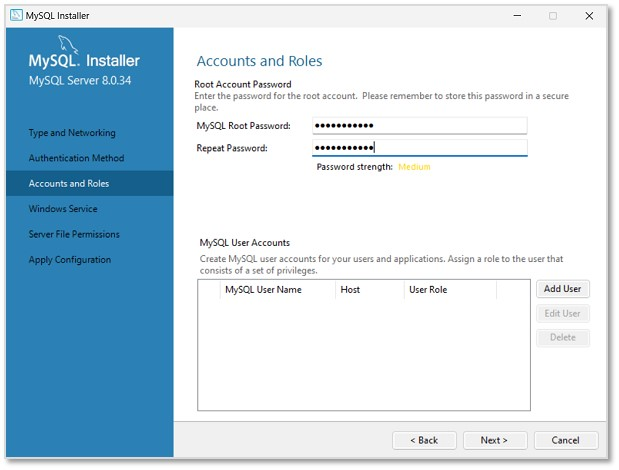 MySQL Installer
MySQL. Installer
MySQL Server 8.0.34
Type and Networking
Authentication Method
Accounts and Roles
Windows Service
Server File Permissions
Apply Configuration
Accounts and Roles
Root Account Password
Enter the password for the root account. Please remember to store this password in a secure
place.
MySQL Root Password: ●●●●●●●●●●●
Repeat Password: ●●●●●●●●●●●
Password strength: Medium
MySQL User Accounts
Create MySQL user accounts for your users and applications. Assign a role to the user that
consists of a set of privileges.
MySQL User Name Host User Role
Add User
Edit User
Delete
< Back Next > Cancel